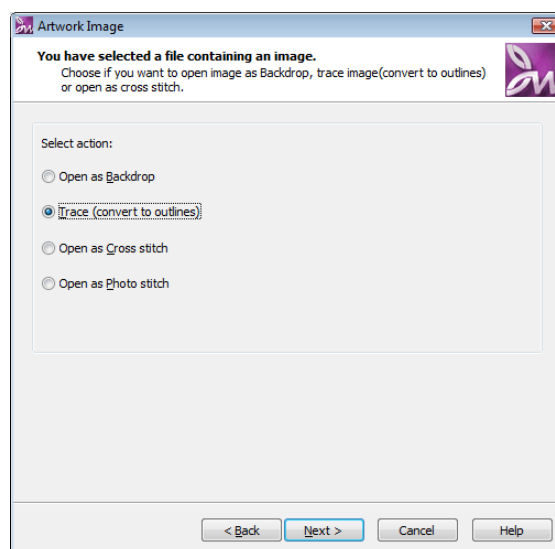 Artwork Image
You have selected a file containing an image.
Choose if you want to open image as Backdrop, trace image(convert to outlines)
or open as cross stitch.
Select action:
Open as Backdrop
Trace (convert to outlines)
Open as Cross stitch
Open as Photo stitch
< Back Next > Cancel Help